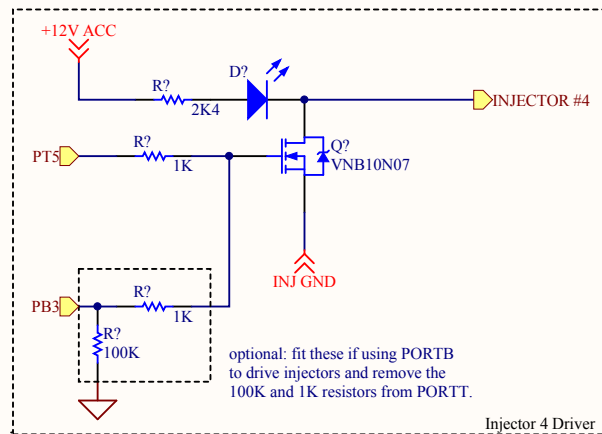 +12V ACC
D?
R?
2K4
INJECTOR #4
PT5
R?
1K
Q?
VNB10N07
INJ GND
PB3
R?
1K
R?
100K
optional: fit these if using PORTB
to drive injectors and remove the
100K and 1K resistors from PORTT.
Injector 4 Driver